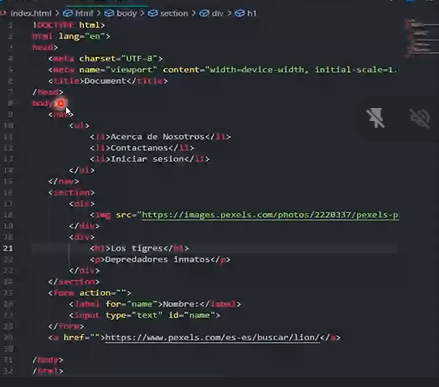 index.html > html > body > section > div > h1
1 !DOCTYPE html>
2 html lang="en">
3 head>
4 <meta charset="UTF-8">
5 <meta name="viewport" content="width=device-width, initial-scale=1.
6 <title>Document</title>
7 /head>
8 body
9 <nav>
10 <ul>
11 <li>Acerca de Nosotros</li>
12 <li>Contactanos</li>
13 <li>Iniciar sesion</li>
14 </ul>
15 </nav>
16 <section>
17 <div>
18 <img src="https://images.pexels.com/photos/2220337/pexels-p
19 </div>
20 <div>
21 <h1>Los tigres</h1>
22 <p>Depredadores innatos</p>
23 </div>
24 </section>
25 <form action="">
26 <label for="name">Nombre:</label>
27 <input type="text" id="name">
28 </form>
29 <a href="">https://www.pexels.com/es-es/buscar/lion/</a>
30
31 /body>
32 /html>